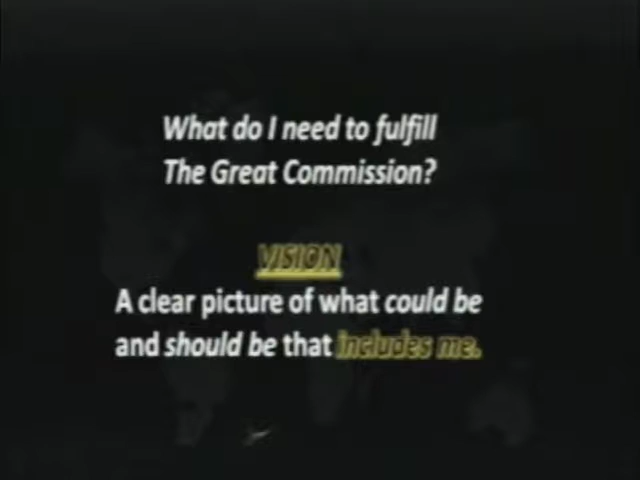 What do I need to fulfill
The Great Commission?
VISION
A clear picture of what could be
and should be that includes me.